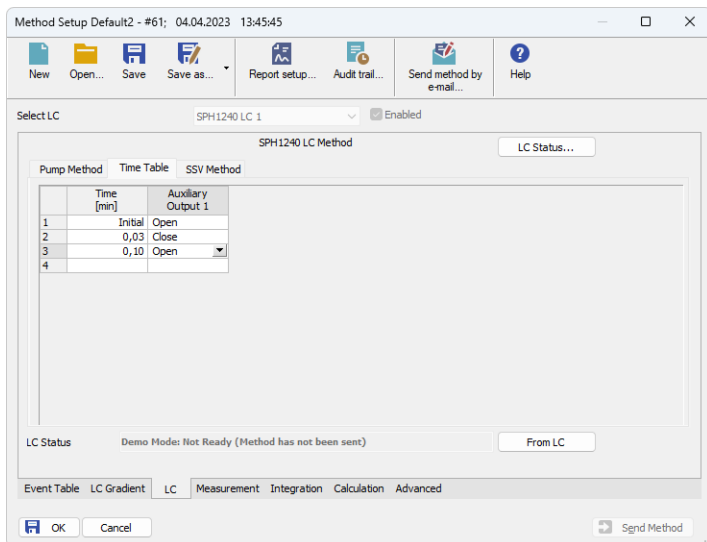 Method Setup Default2 - #61; 04.04.2023 13:45:45
New Open... Save Save as... Report setup... Audit trail... Send method by e-mail... Help
Select LC SPH1240 LC 1 Enabled
SPH1240 LC Method LC Status...
Pump Method Time Table SSV Method
Time [min] Auxiliary Output 1
1 Initial Open
2 0,03 Close
3 0,10 Open
4
LC Status Demo Mode: Not Ready (Method has not been sent) From LC
Event Table LC Gradient LC Measurement Integration Calculation Advanced
OK Cancel Send Method